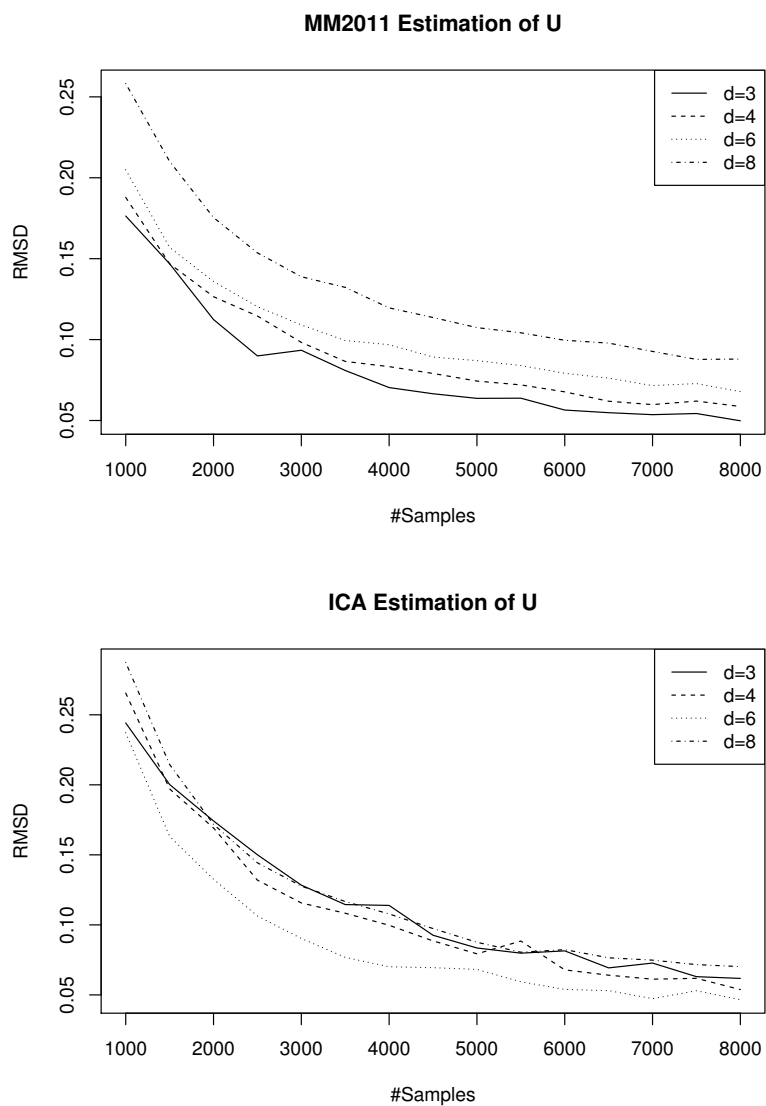 MM2011 Estimation of U
RMSD
0.25
0.20
0.15
0.10
0.05
d=3
d=4
d=6
d=8
1000 2000 3000 4000 5000 6000 7000 8000
#Samples
ICA Estimation of U
RMSD
0.25
0.20
0.15
0.10
0.05
d=3
d=4
d=6
d=8
1000 2000 3000 4000 5000 6000 7000 8000
#Samples